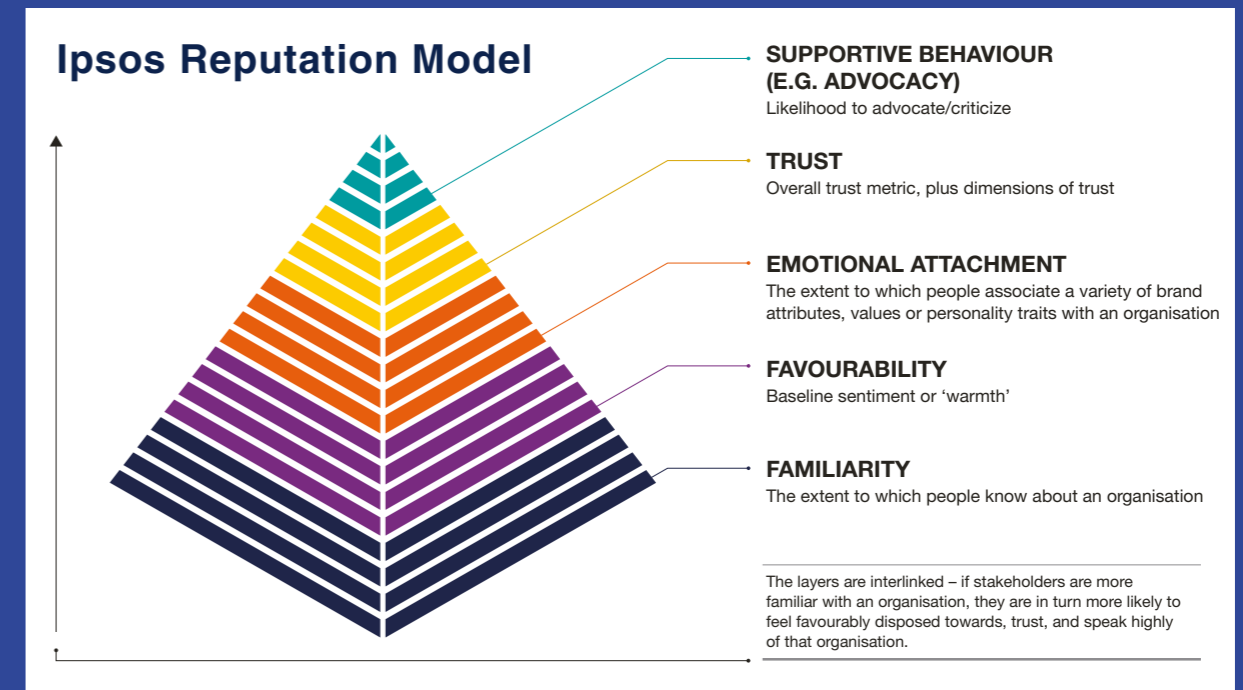 Ipsos Reputation Model
SUPPORTIVE BEHAVIOUR
(E.G. ADVOCACY)
Likelihood to advocate/criticize
TRUST
Overall trust metric, plus dimensions of trust
EMOTIONAL ATTACHMENT
The extent to which people associate a variety of brand
attributes, values or personality traits with an organisation
FAVOURABILITY
Baseline sentiment or ‘warmth’
FAMILIARITY
The extent to which people know about an organisation
The layers are interlinked – if stakeholders are more
familiar with an organisation, they are in turn more likely to
feel favourably disposed towards, trust, and speak highly
of that organisation.